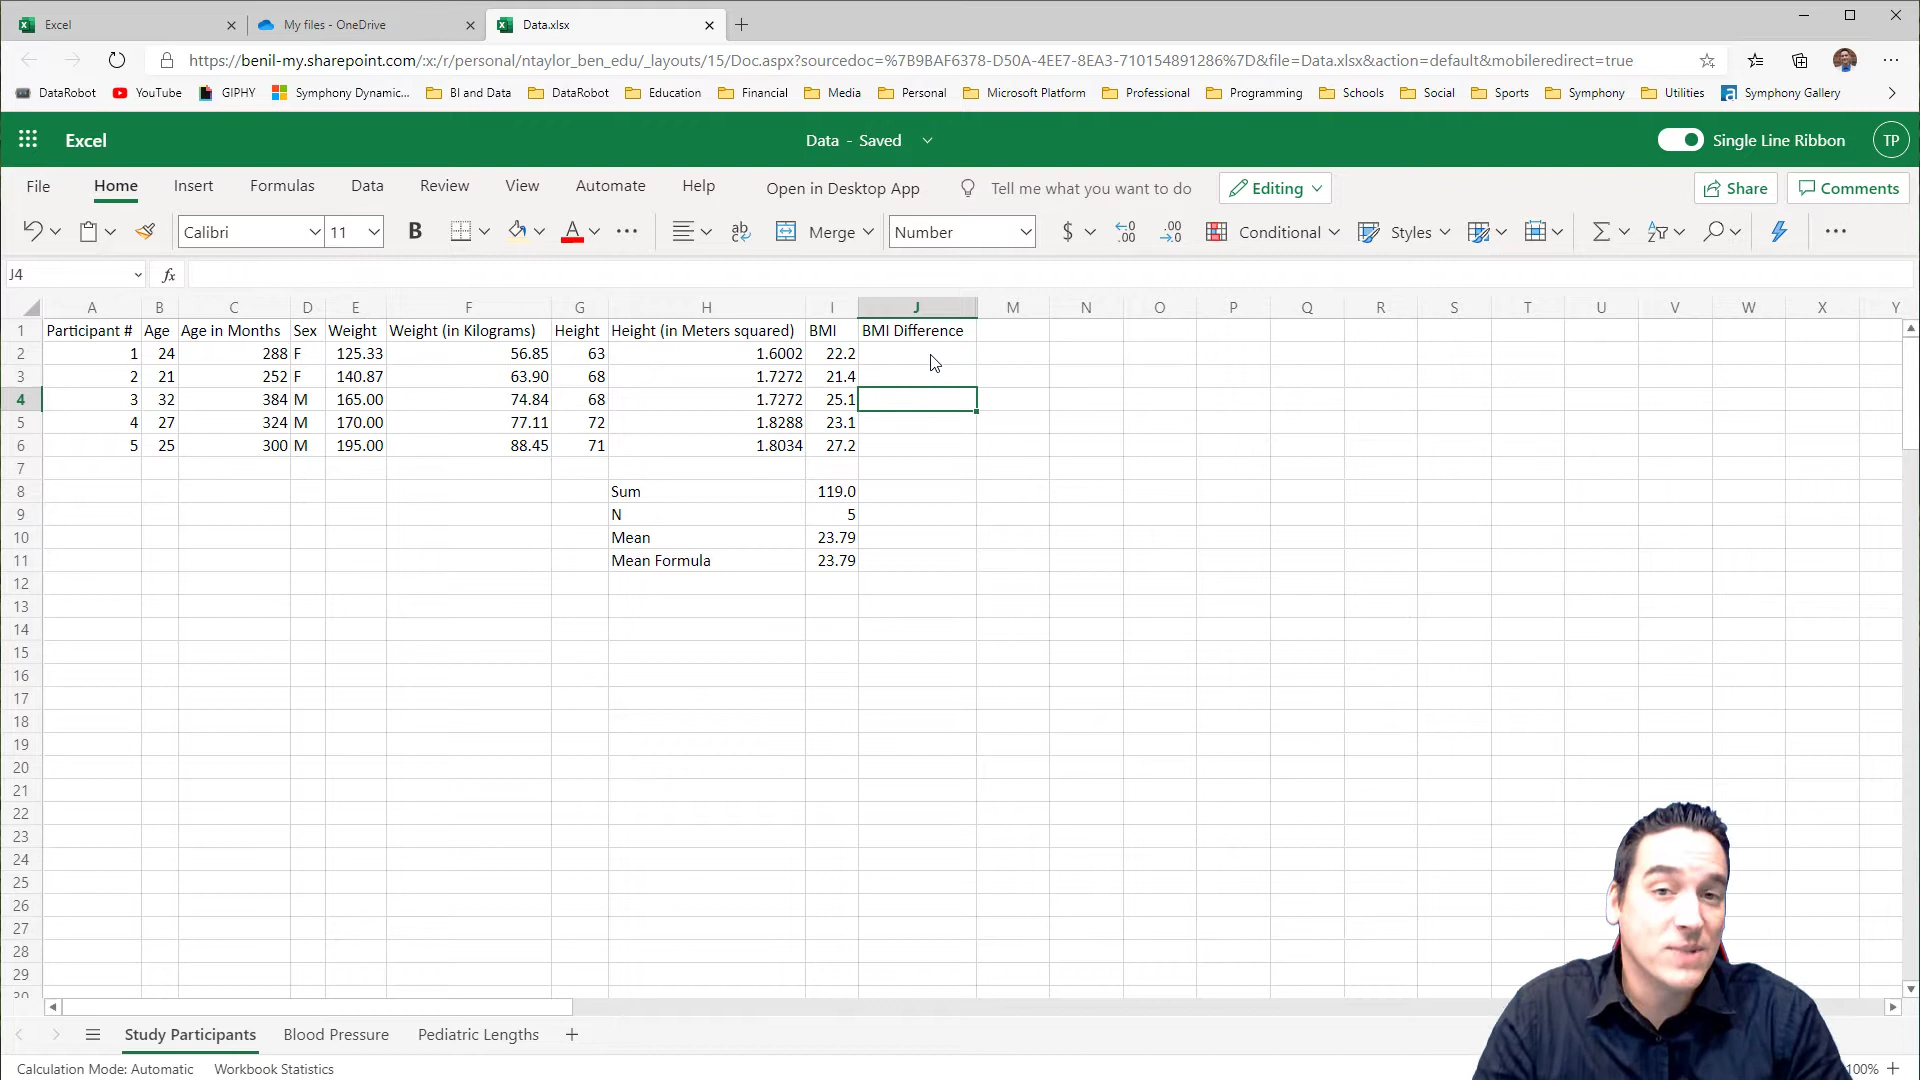 Excel
My files - OneDrive
Data.xlsx
https://benil-my.sharepoint.com/:x:/r/personal/ntaylor_ben_edu/_layouts/15/Doc.aspx?sourcedoc=%7B9BAF6378-D50A-4EE7-8EA3-710154891286%7D&file=Data.xlsx&action=default&mobileredirect=true
DataRobot YouTube GIPHY Symphony Dynamic... BI and Data DataRobot Education Financial Media Personal Microsoft Platform Professional Programming Schools Social Sports Symphony Utilities a Symphony Gallery
Excel Data - Saved Single Line Ribbon TP
File Home Insert Formulas Data Review View Automate Help Open in Desktop App Tell me what you want to do Editing Share Comments
Calibri 11 B A ab Merge Number $ .00 .00 Conditional Styles
J4 fx
A B C D E F G H I J M N O P Q R S T U V W X Y
1 Participant # Age Age in Months Sex Weight Weight (in Kilograms) Height Height (in Meters squared) BMI BMI Difference
2 1 24 288 F 125.33 56.85 63 1.6002 22.2
3 2 21 252 F 140.87 63.90 68 1.7272 21.4
4 3 32 384 M 165.00 74.84 68 1.7272 25.1
5 4 27 324 M 170.00 77.11 72 1.8288 23.1
6 5 25 300 M 195.00 88.45 71 1.8034 27.2
7
8 Sum 119.0
9 N 5
10 Mean 23.79
11 Mean Formula 23.79
12
13
14
15
16
17
18
19
20
21
22
23
24
25
26
27
28
29
30
Study Participants Blood Pressure Pediatric Lengths
Calculation Mode: Automatic Workbook Statistics 100%